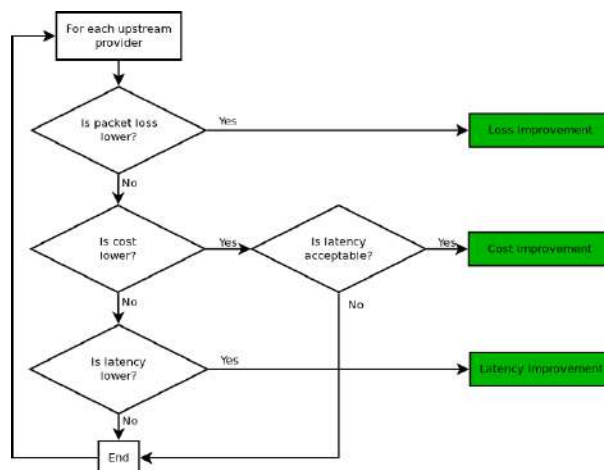 For each upstream
provider
Is packet loss
lower?
Yes
Loss improvement
No
Is cost
lower?
Yes
Is latency
acceptable?
Yes
Cost improvement
No
No
Is latency
lower?
Yes
Latency improvement
No
End